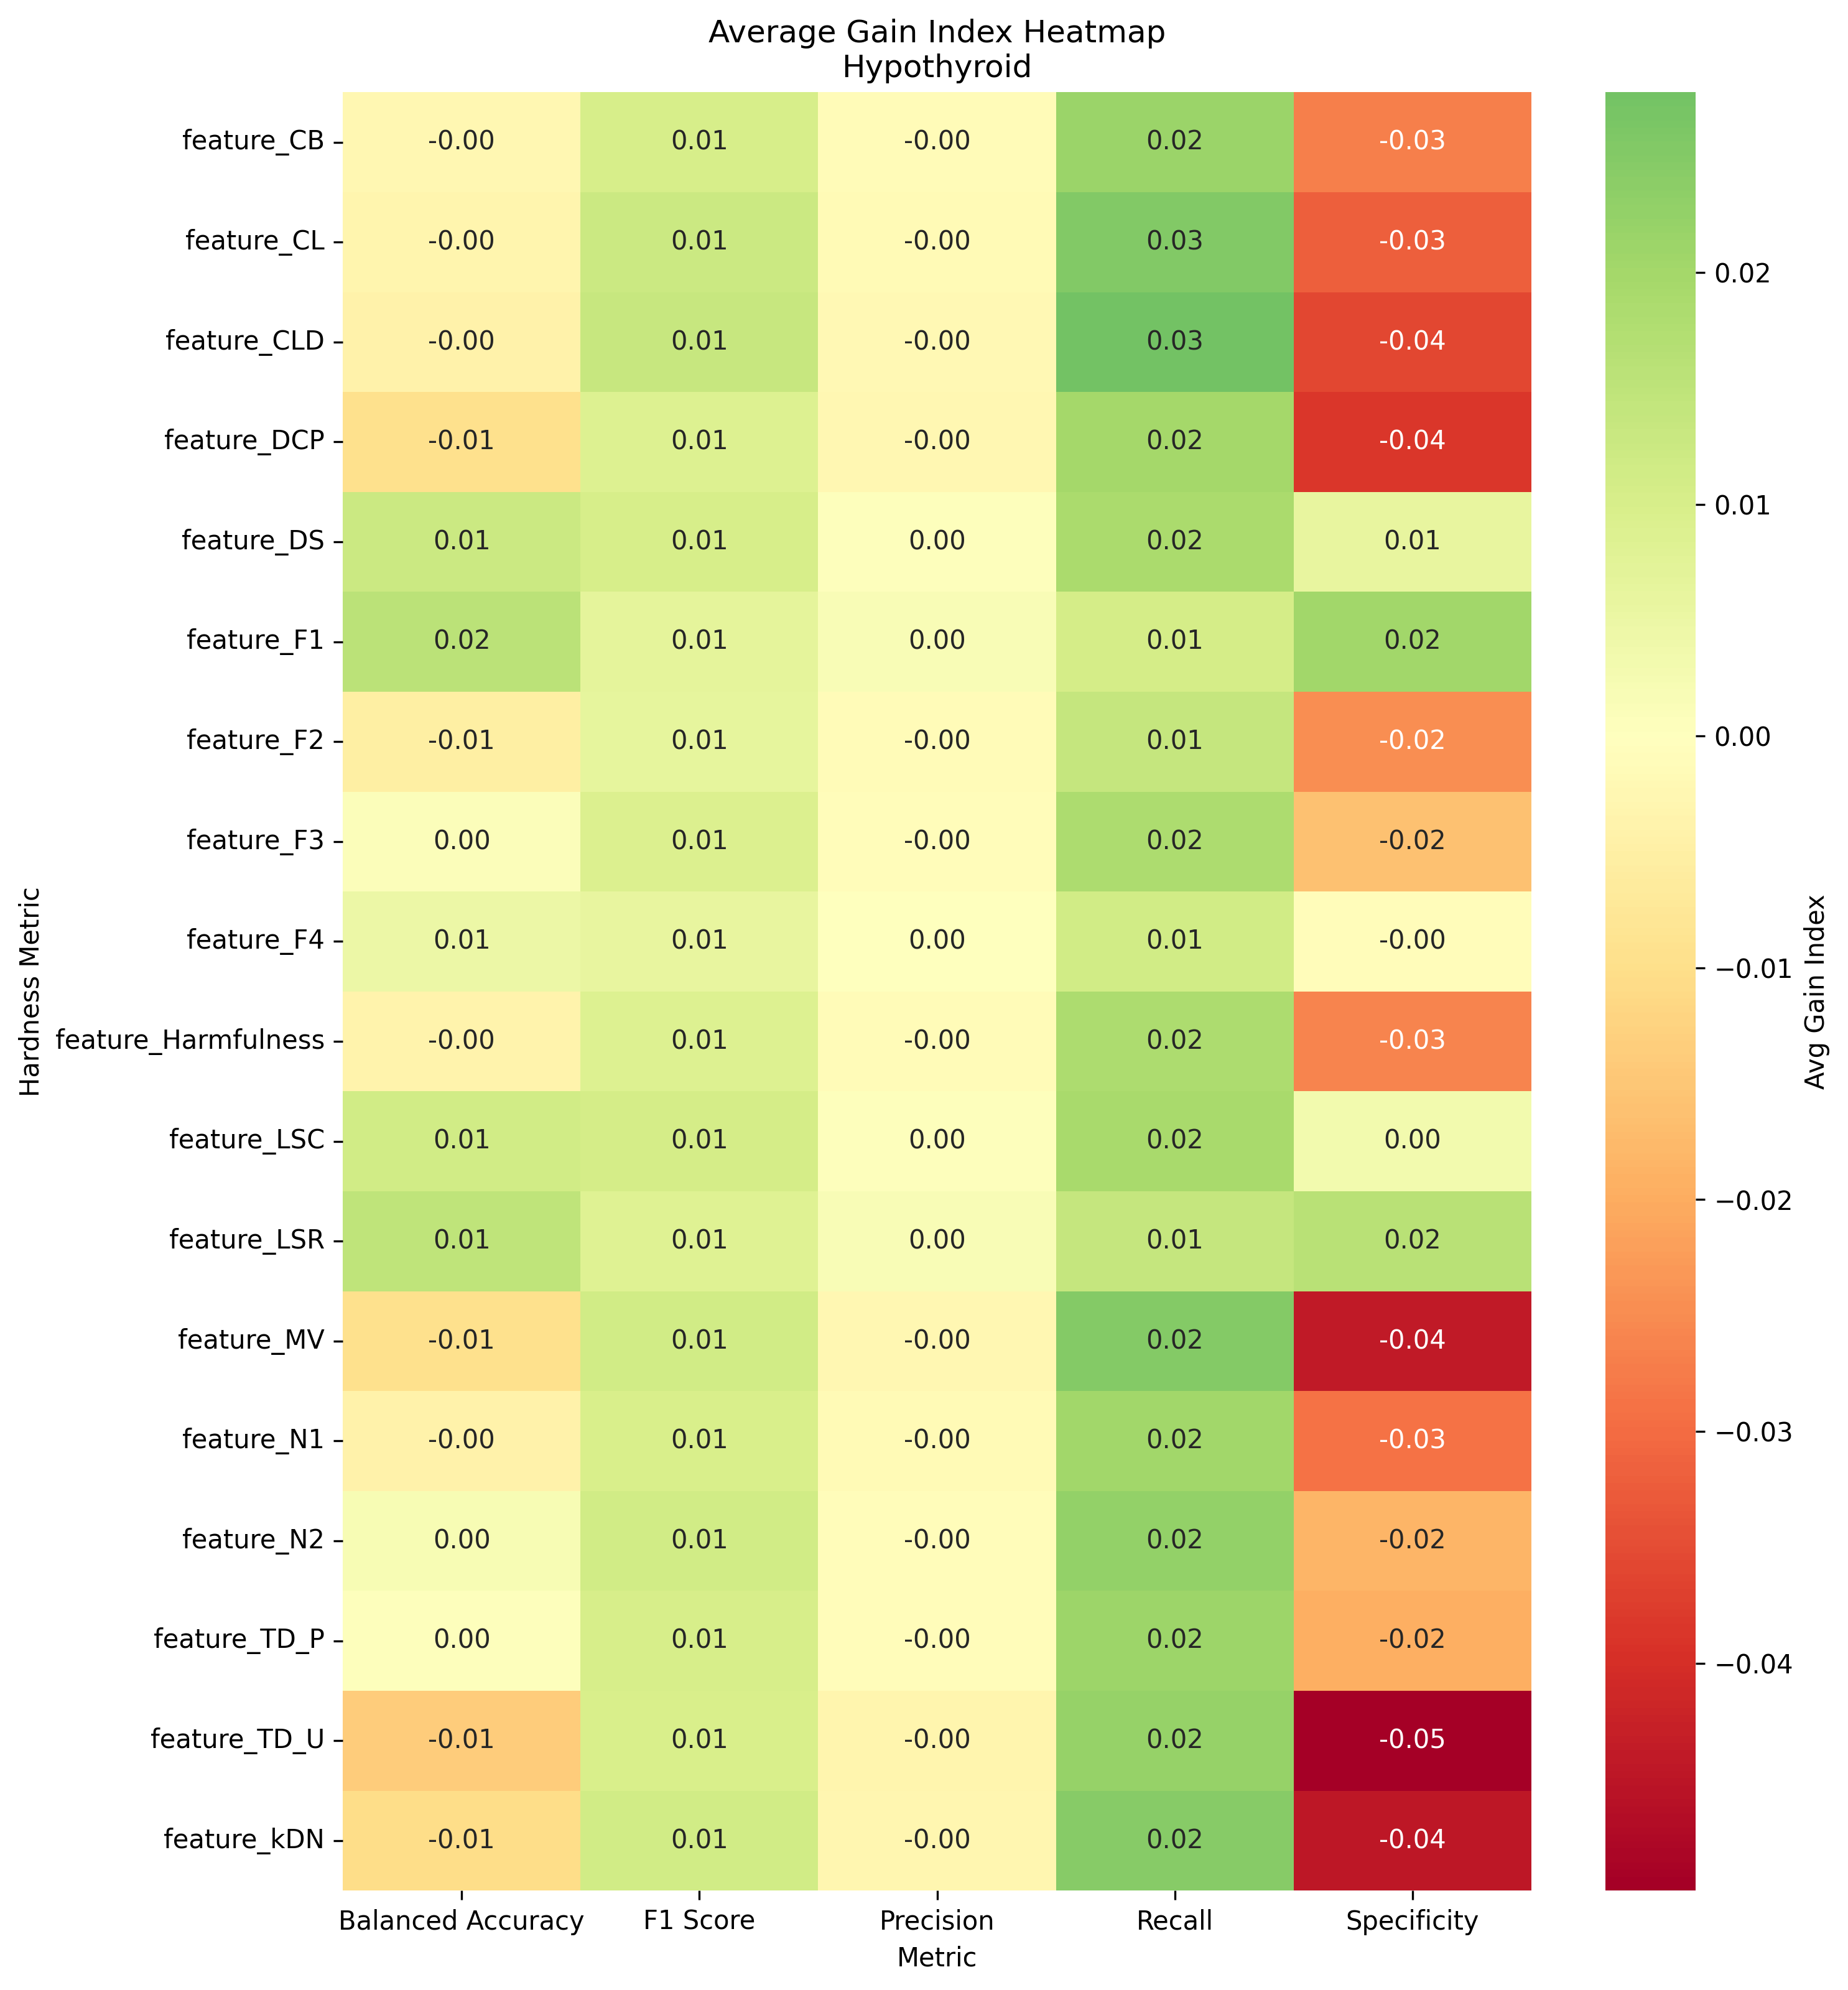 Average Gain Index Heatmap
Hypothyroid
Hardness Metric
feature_CB -0.00 0.01 -0.00 0.02 -0.03
feature_CL -0.00 0.01 -0.00 0.03 -0.03
feature_CLD -0.00 0.01 -0.00 0.03 -0.04
feature_DCP -0.01 0.01 -0.00 0.02 -0.04
feature_DS 0.01 0.01 0.00 0.02 0.01
feature_F1 0.02 0.01 0.00 0.01 0.02
feature_F2 -0.01 0.01 -0.00 0.01 -0.02
feature_F3 0.00 0.01 -0.00 0.02 -0.02
feature_F4 0.01 0.01 0.00 0.01 -0.00
feature_Harmfulness -0.00 0.01 -0.00 0.02 -0.03
feature_LSC 0.01 0.01 0.00 0.02 0.00
feature_LSR 0.01 0.01 0.00 0.01 0.02
feature_MV -0.01 0.01 -0.00 0.02 -0.04
feature_N1 -0.00 0.01 -0.00 0.02 -0.03
feature_N2 0.00 0.01 -0.00 0.02 -0.02
feature_TD_P 0.00 0.01 -0.00 0.02 -0.02
feature_TD_U -0.01 0.01 -0.00 0.02 -0.05
feature_kDN -0.01 0.01 -0.00 0.02 -0.04
Balanced Accuracy F1 Score Precision Recall Specificity
Metric
0.02
0.01
0.00
−0.01
−0.02
−0.03
−0.04
Avg Gain Index